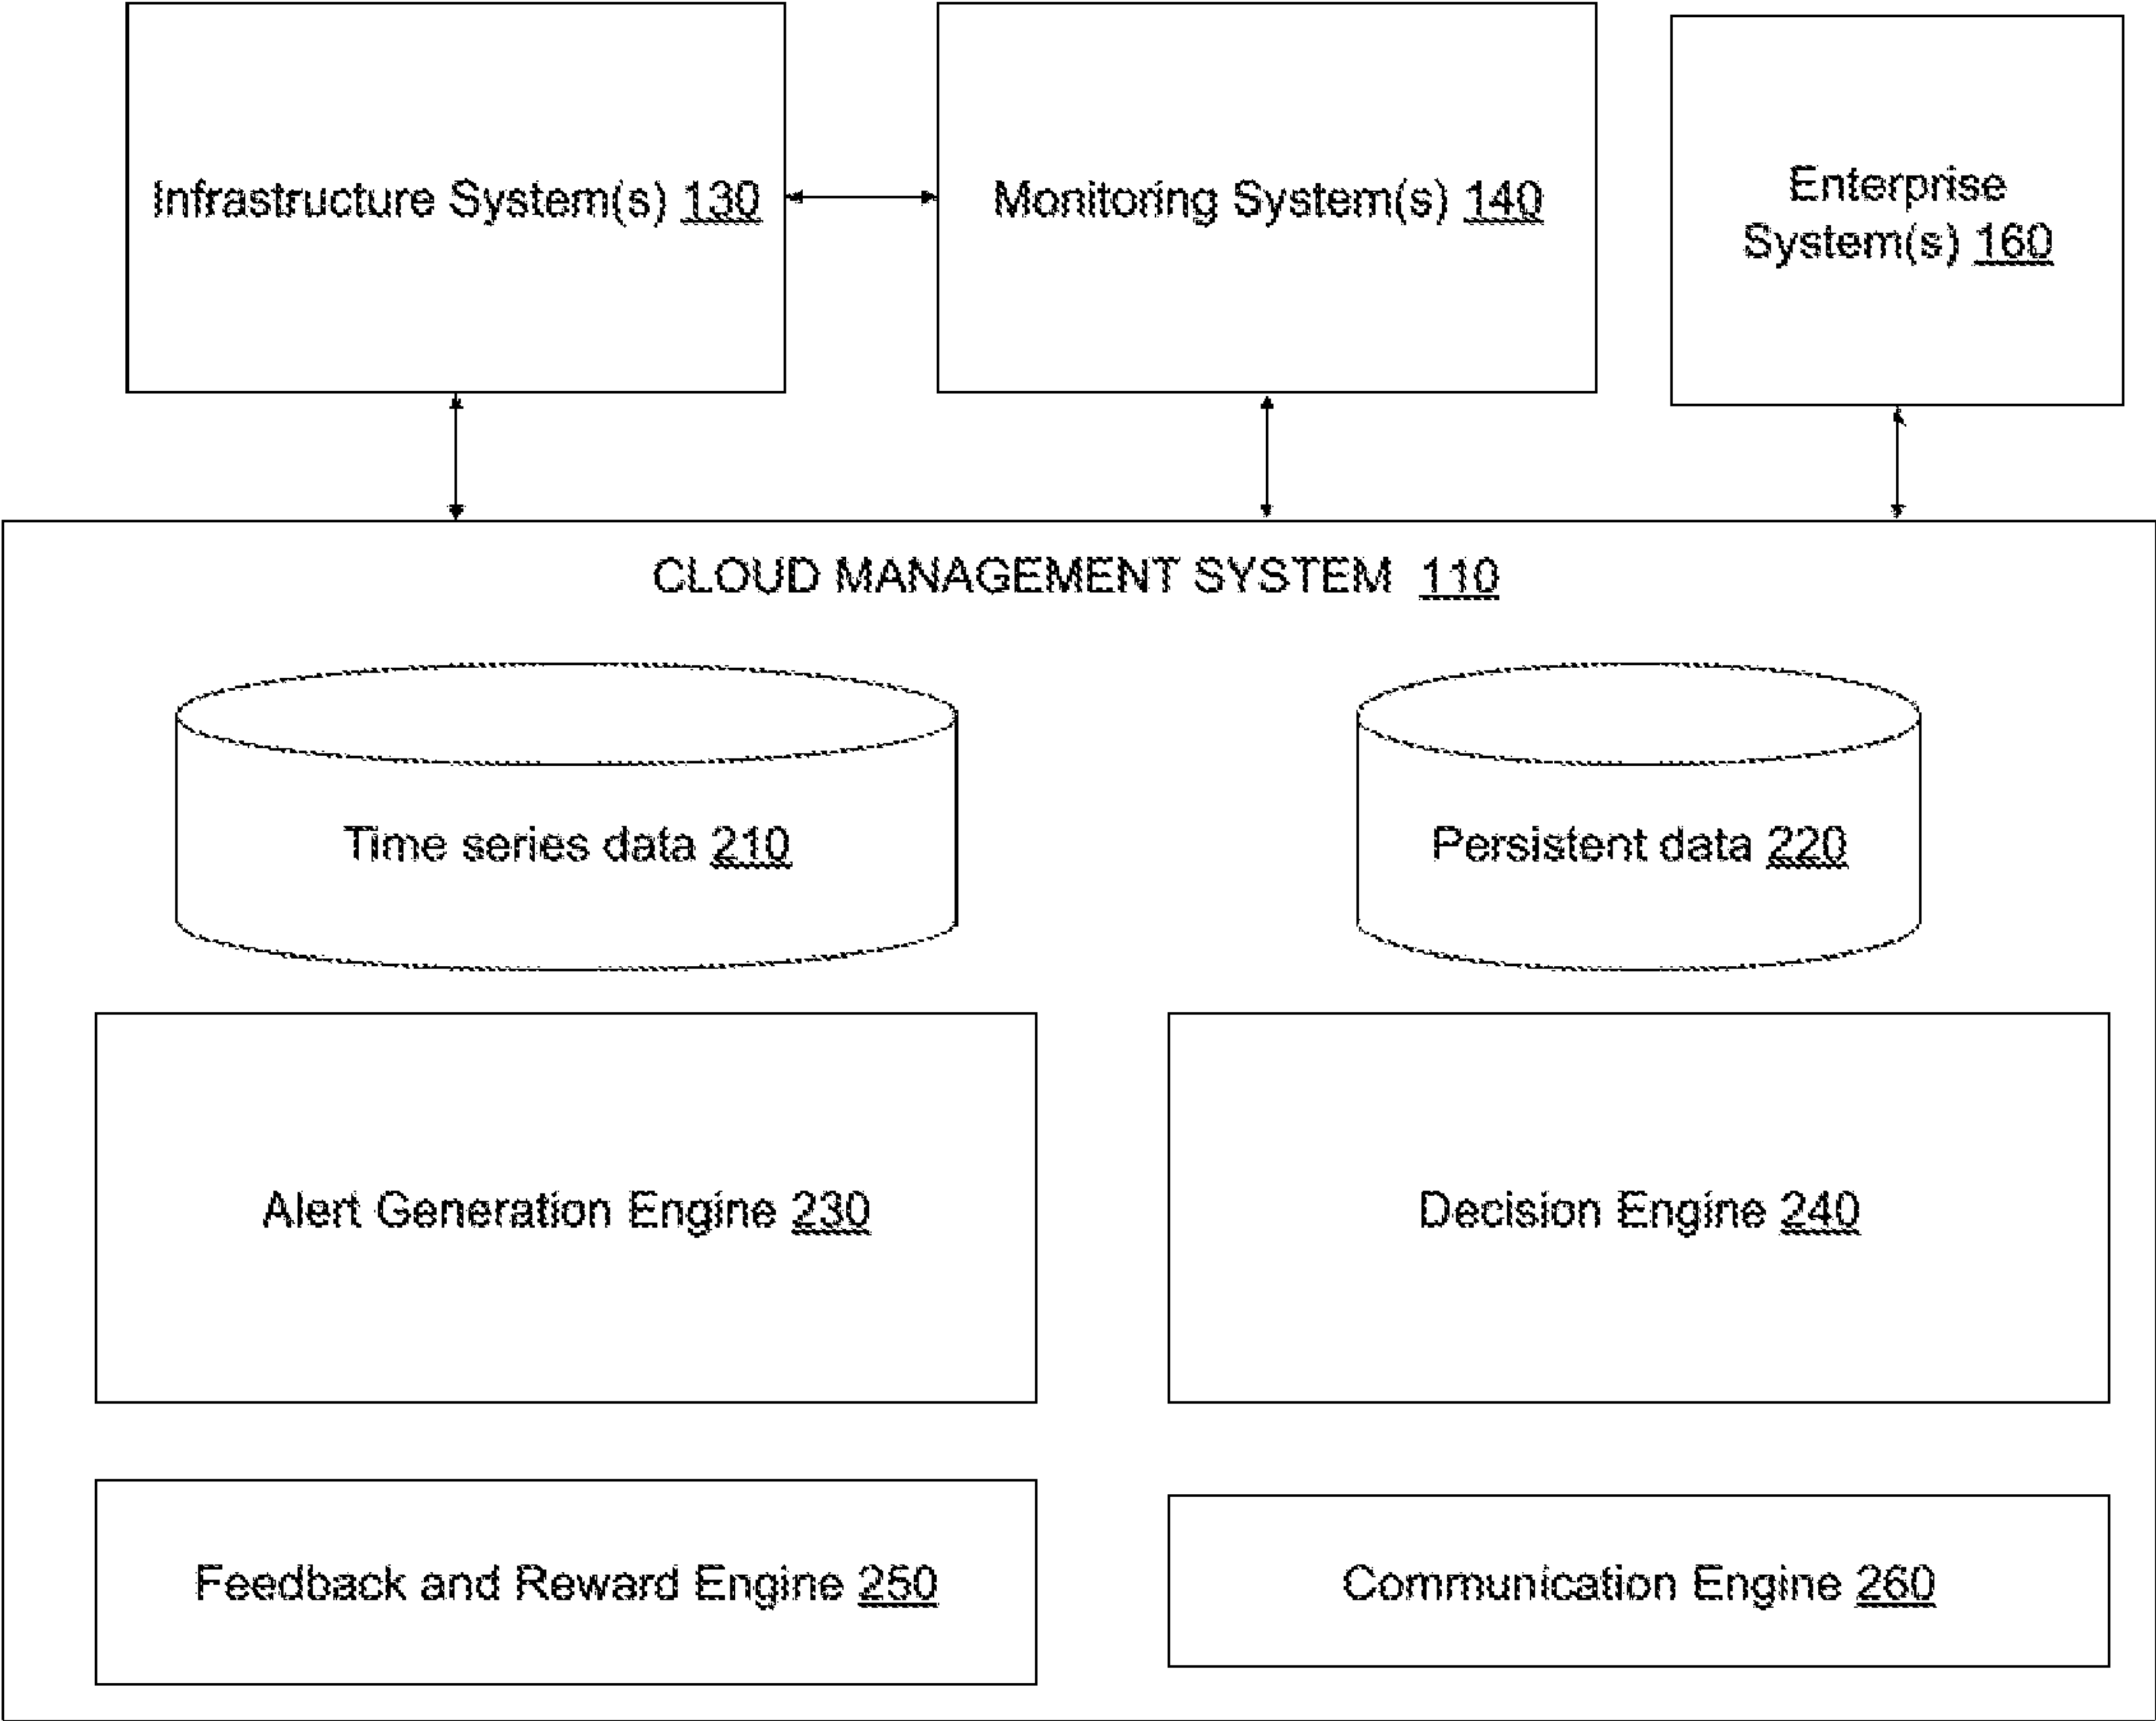 Infrastructure System(s) 130
Monitoring System(s) 140
Enterprise
System(s) 160
CLOUD MANAGEMENT SYSTEM 110
Time series data 210
Persistent data 220
Alert Generation Engine 230
Decision Engine 240
Feedback and Reward Engine 250
Communication Engine 260